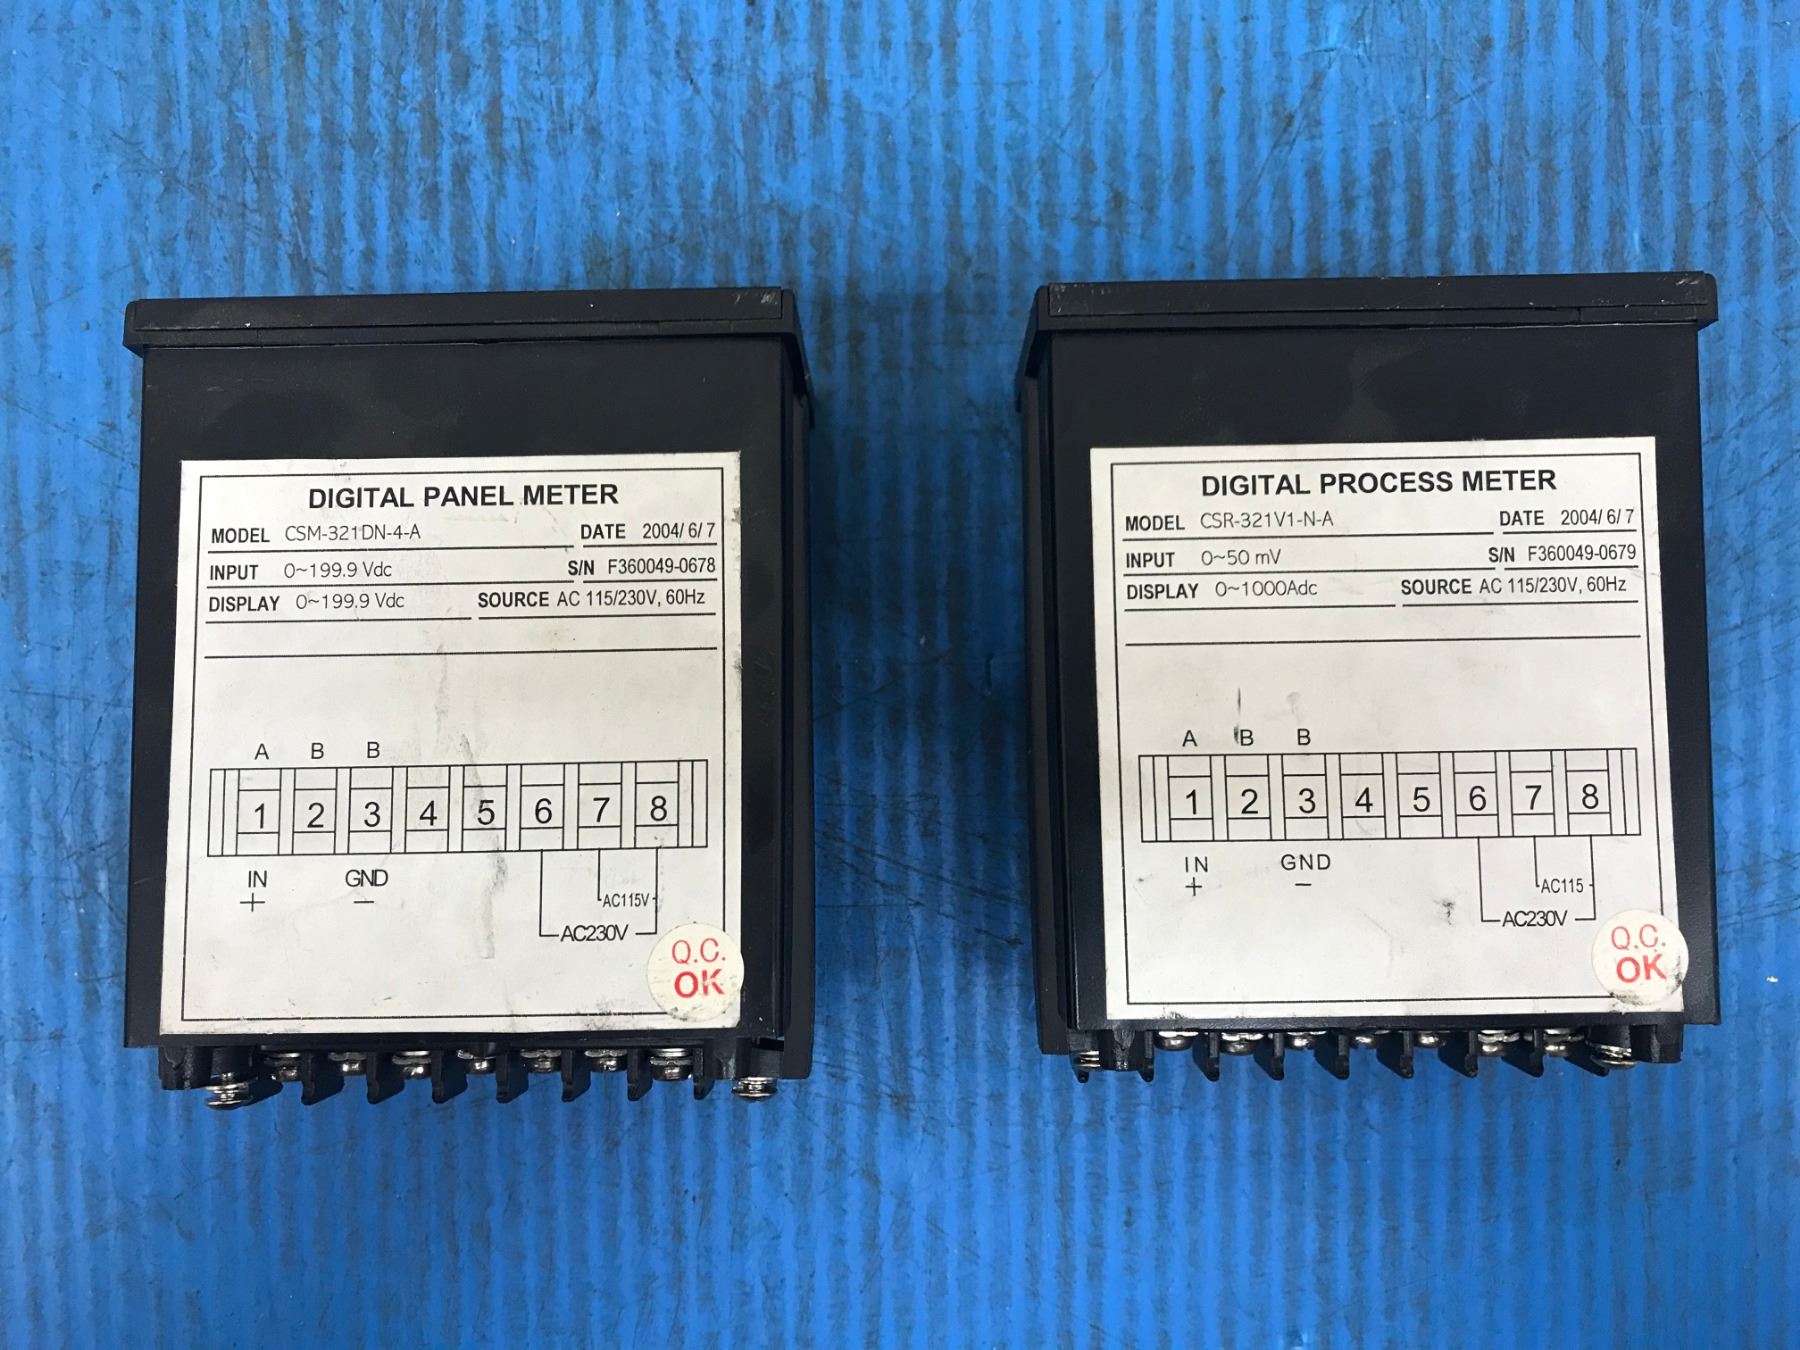 DIGITAL PANEL METER
MODEL CSM-321DN-4-A DATE 2004/6/7
INPUT 0~199.9 Vdc S/N F360049-0678
DISPLAY 0~199.9 Vdc SOURCE AC 115/230V, 60Hz
A B B
1 2 3 4 5 6 7 8
IN GND
+ −
AC115V
AC230V
Q.C.
OK
DIGITAL PROCESS METER
MODEL CSR-321V1-N-A DATE 2004/6/7
INPUT 0~50 mV S/N F360049-0679
DISPLAY 0~1000Adc SOURCE AC 115/230V, 60Hz
A B B
1 2 3 4 5 6 7 8
IN GND
+ −
AC115
AC230V
Q.C.
OK